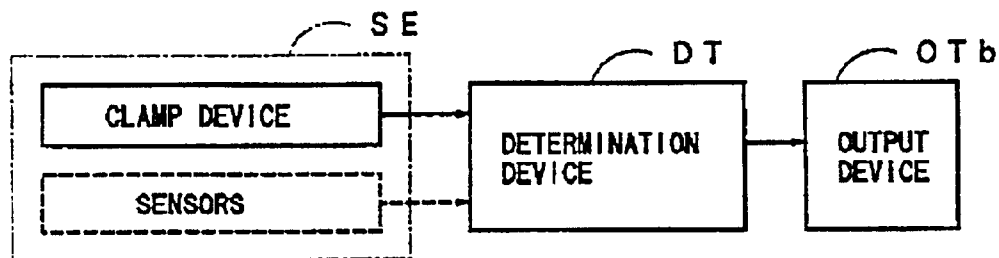 SE
DT
OTb
CLAMP DEVICE
SENSORS
DETERMINATION
DEVICE
OUTPUT
DEVICE